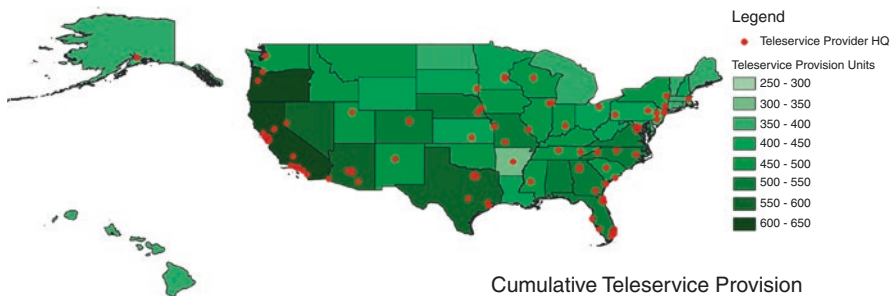 Legend
Teleservice Provider HQ
Teleservice Provision Units
250 - 300
300 - 350
350 - 400
400 - 450
450 - 500
500 - 550
550 - 600
600 - 650
Cumulative Teleservice Provision